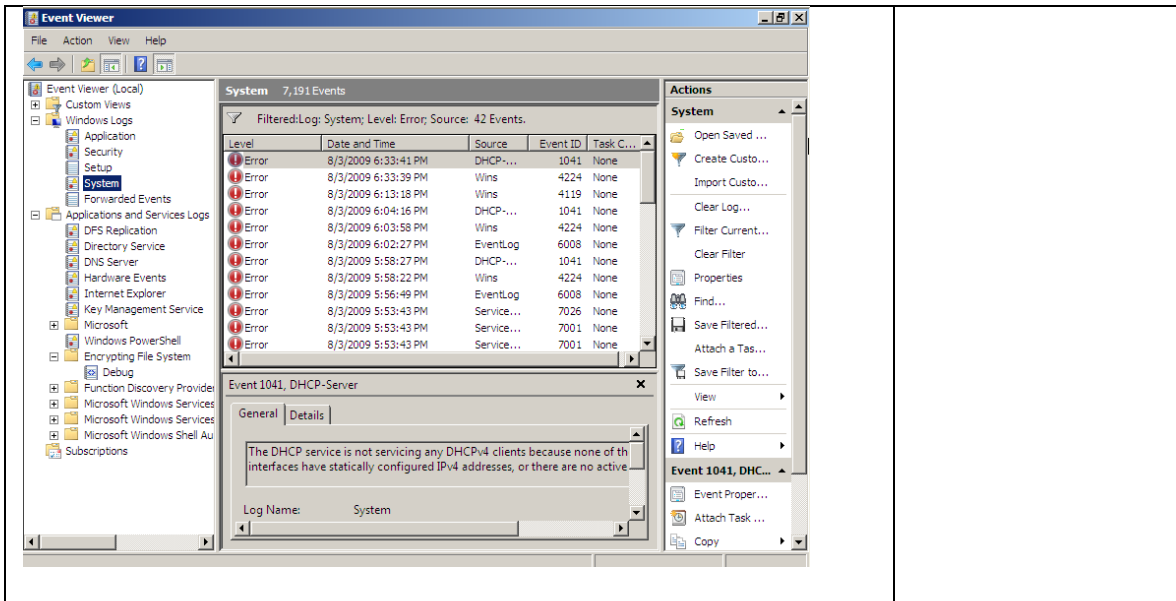 Event Viewer
File Action View Help
Event Viewer (Local)
Custom Views
Windows Logs
Application
Security
Setup
System
Forwarded Events
Applications and Services Logs
DFS Replication
Directory Service
DNS Server
Hardware Events
Internet Explorer
Key Management Service
Microsoft
Windows PowerShell
Encrypting File System
Debug
Function Discovery Provider
Microsoft Windows Services
Microsoft Windows Services
Microsoft Windows Shell Au
Subscriptions
System 7,191 Events
Filtered:Log: System; Level: Error; Source: 42 Events.
Level Date and Time Source Event ID Task C...
Error 8/3/2009 6:33:41 PM DHCP-... 1041 None
Error 8/3/2009 6:33:39 PM Wins 4224 None
Error 8/3/2009 6:13:18 PM Wins 4119 None
Error 8/3/2009 6:04:16 PM DHCP-... 1041 None
Error 8/3/2009 6:03:58 PM Wins 4224 None
Error 8/3/2009 6:02:27 PM EventLog 6008 None
Error 8/3/2009 5:58:27 PM DHCP-... 1041 None
Error 8/3/2009 5:58:22 PM Wins 4224 None
Error 8/3/2009 5:56:49 PM EventLog 6008 None
Error 8/3/2009 5:53:43 PM Service... 7026 None
Error 8/3/2009 5:53:43 PM Service... 7001 None
Error 8/3/2009 5:53:43 PM Service... 7001 None
Event 1041, DHCP-Server
General Details
The DHCP service is not servicing any DHCPv4 clients because none of th
interfaces have statically configured IPv4 addresses, or there are no active
Log Name: System
Actions
System
Open Saved ...
Create Custo...
Import Custo...
Clear Log...
Filter Current...
Clear Filter
Properties
Find...
Save Filtered...
Attach a Tas...
Save Filter to...
View
Refresh
Help
Event 1041, DHC...
Event Proper...
Attach Task ...
Copy